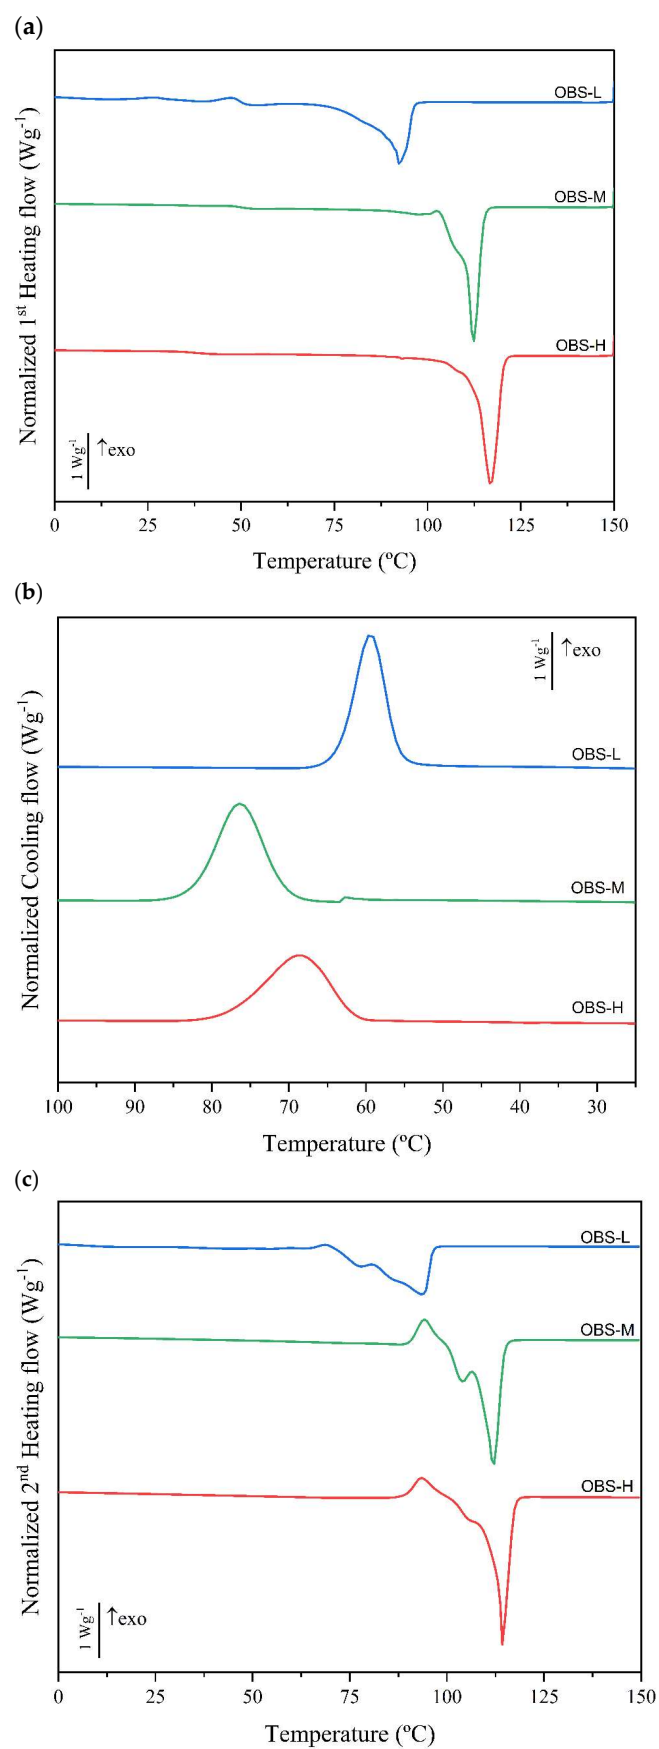 (a)
OBS-L
OBS-M
OBS-H
Normalized 1st Heating flow (Wg-1)
1 Wg-1
↑exo
0 25 50 75 100 125 150
Temperature (ºC)
(b)
1 Wg-1
↑exo
OBS-L
OBS-M
OBS-H
Normalized Cooling flow (Wg-1)
100 90 80 70 60 50 40 30
Temperature (ºC)
(c)
OBS-L
OBS-M
OBS-H
Normalized 2nd Heating flow (Wg-1)
1 Wg-1
↑exo
0 25 50 75 100 125 150
Temperature (ºC)